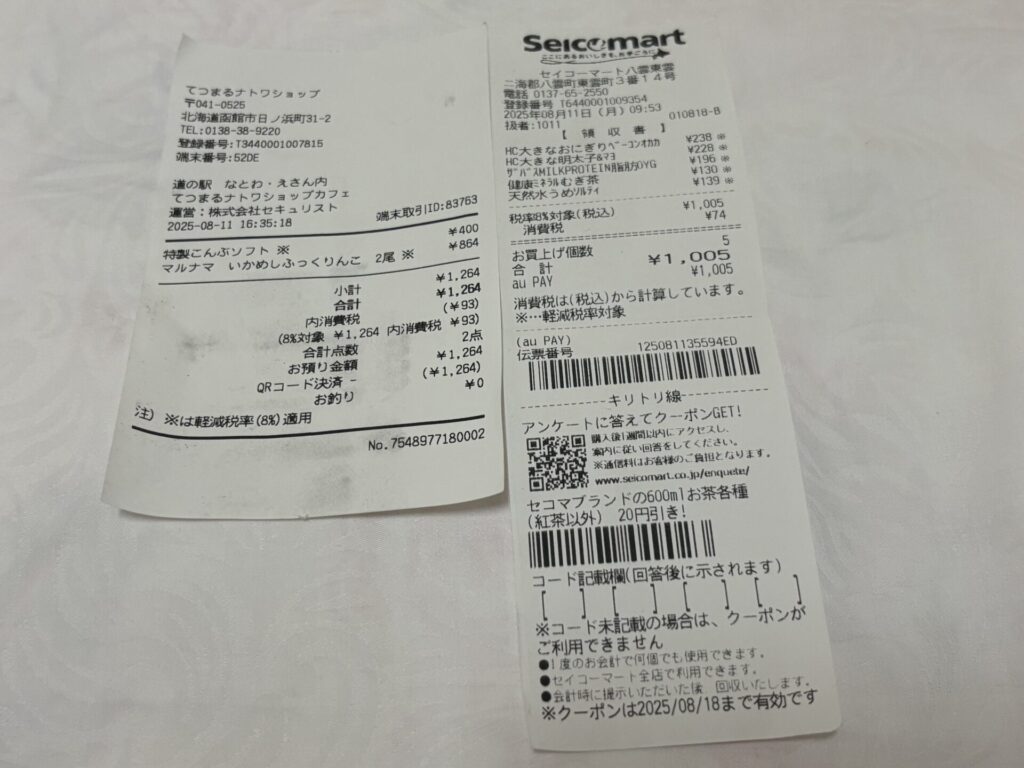 てつまるナトワショップ
〒041-0525
北海道函館市日ノ浜町31-2
TEL:0138-38-9220
登録番号:T3440001007815
端末番号:52DE
道の駅 なとわ・えさん内
てつまるナトワショップカフェ
運営：株式会社セキュリスト
2025-08-11 16:35:18 端末取引ID:83763
特製こんぶソフト ※ ¥400
マルナマ いかめしふっくりんこ 2尾 ※ ¥864
小計 ¥1,264
合計 ¥1,264
内消費税 (¥93)
(8%対象 ¥1,264 内消費税 ¥93)
合計点数 2点
お預り金額 ¥1,264
QRコード決済 - (¥1,264)
お釣り ¥0
注) ※は軽減税率(8%)適用
No.7548977180002
Seicomart
ここにあるおいしさを、お手ごろに
セイコーマート八雲東雲
二海郡八雲町東雲町3番14号
電話 0137-65-2550
登録番号 T6440001009354
2025年08月11日（月）09:53
扱者:1011 010818-B
【 領 収 書 】
HC大きなおにぎりベーコンオカカ ¥238 ※
HC大きな明太子&マヨ ¥228 ※
ザバスMILKPROTEIN脂肪0YG ¥196 ※
健康ミネラルむぎ茶 ¥130 ※
天然水うめソルティ ¥139 ※
税率8%対象(税込) ¥1,005
消費税 ¥74
お買上げ個数 5
合 計 ¥1,005
au PAY ¥1,005
消費税は(税込)から計算しています。
※…軽減税率対象
(au PAY)
伝票番号 125081135594ED
キリトリ線
アンケートに答えてクーポンGET!
購入後1週間以内にアクセスし、
案内に従い回答をしてください。
※通信料はお客様のご負担となります。
www.seicomart.co.jp/enquete/
セコマブランドの600mlお茶各種
(紅茶以外) 20円引き!
コード記載欄(回答後に示されます)
※コード未記載の場合は、クーポンが
ご利用できません
●1度のお会計で何個でも使用できます。
●セイコーマート全店で利用できます。
●会計時に提示いただいた後、回収いたします。
※クーポンは2025/08/18まで有効です